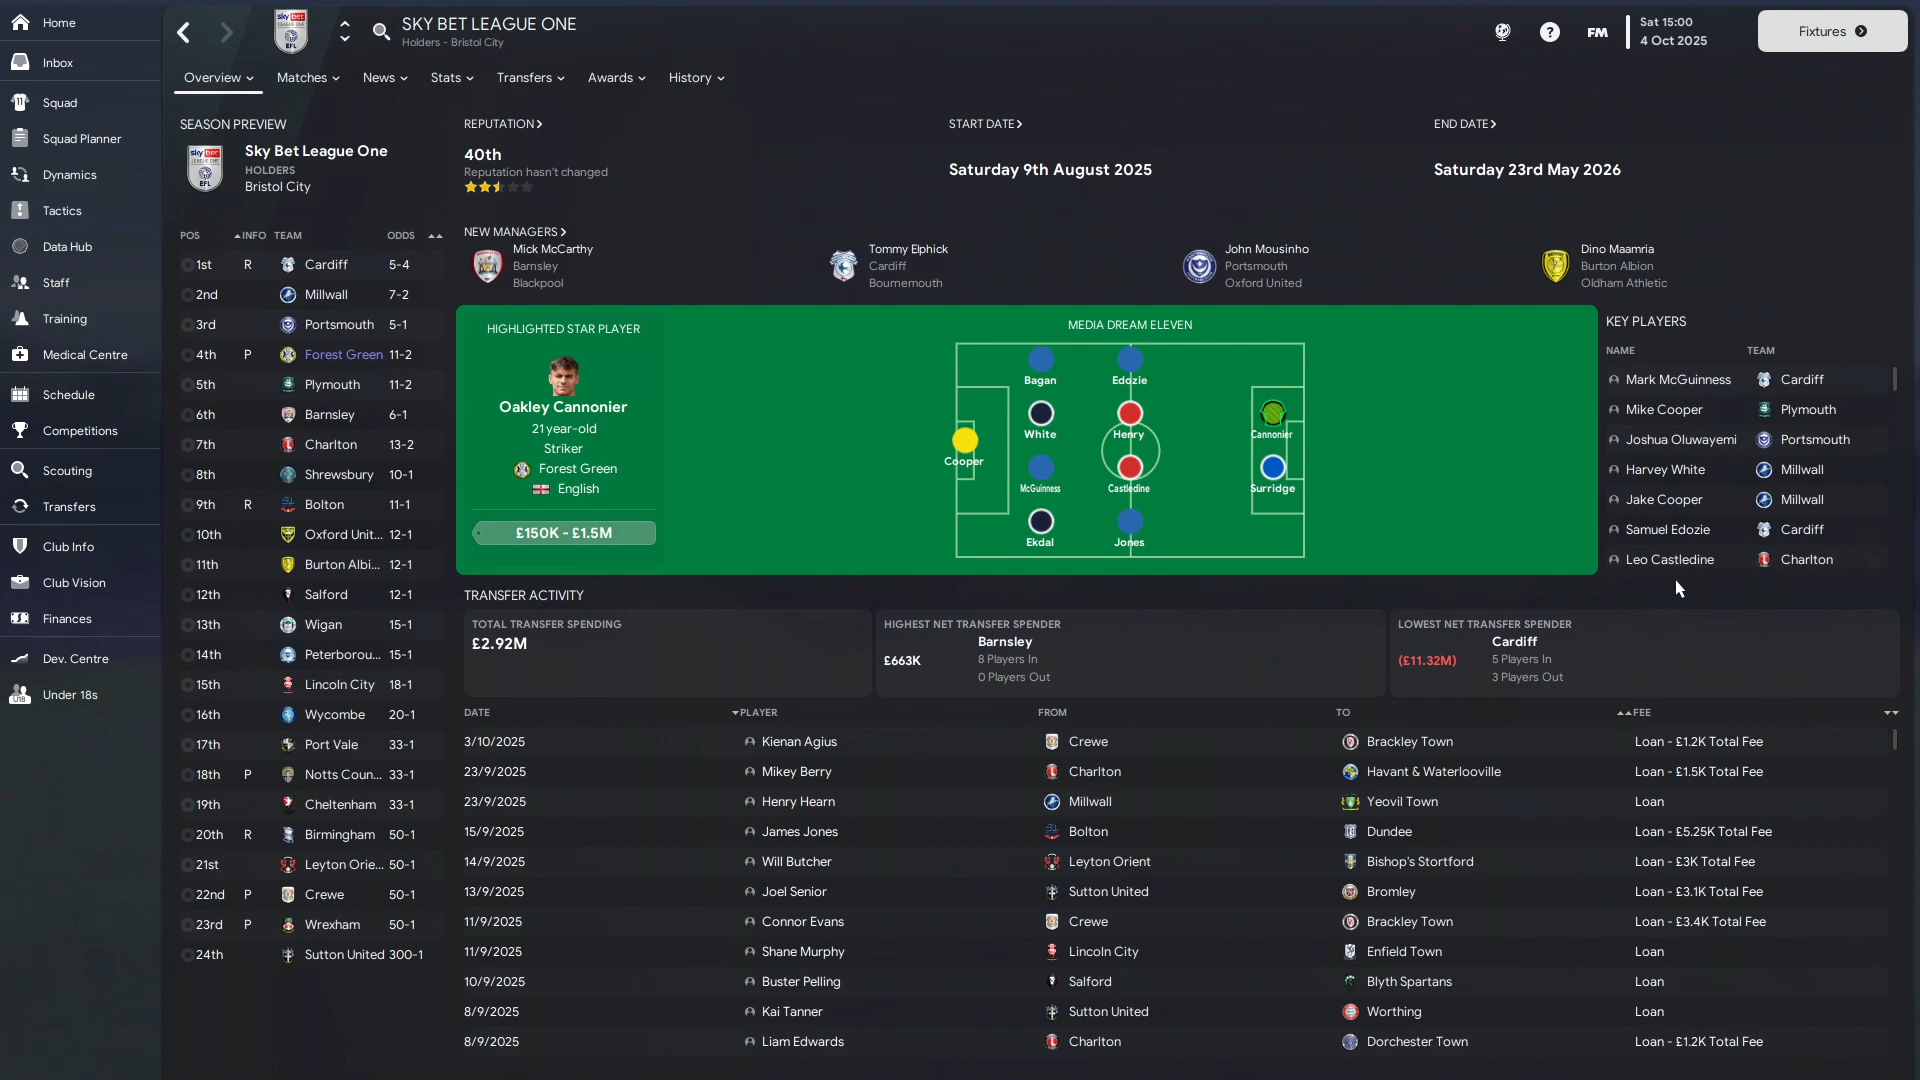 Home
Inbox
Squad
Squad Planner
Dynamics
Tactics
Data Hub
Staff
Training
Medical Centre
Schedule
Competitions
Scouting
Transfers
Club Info
Club Vision
Finances
Dev. Centre
Under 18s
SKY BET LEAGUE ONE
Holders - Bristol City
FM
Sat 15:00
4 Oct 2025
Fixtures
Overview Matches News Stats Transfers Awards History
SEASON PREVIEW
Sky Bet League One
HOLDERS
Bristol City
REPUTATION
40th
Reputation hasn't changed
START DATE
Saturday 9th August 2025
END DATE
Saturday 23rd May 2026
POS INFO TEAM ODDS
1st R Cardiff 5-4
2nd Millwall 7-2
3rd Portsmouth 5-1
4th P Forest Green 11-2
5th Plymouth 11-2
6th Barnsley 6-1
7th Charlton 13-2
8th Shrewsbury 10-1
9th R Bolton 11-1
10th Oxford Unit... 12-1
11th Burton Albi... 12-1
12th Salford 12-1
13th Wigan 15-1
14th Peterborou... 15-1
15th Lincoln City 18-1
16th Wycombe 20-1
17th Port Vale 33-1
18th P Notts Coun... 33-1
19th Cheltenham 33-1
20th R Birmingham 50-1
21st Leyton Orie... 50-1
22nd P Crewe 50-1
23rd P Wrexham 50-1
24th Sutton United 300-1
NEW MANAGERS
Mick McCarthy
Barnsley
Blackpool
Tommy Elphick
Cardiff
Bournemouth
John Mousinho
Portsmouth
Oxford United
Dino Maamria
Burton Albion
Oldham Athletic
HIGHLIGHTED STAR PLAYER
Oakley Cannonier
21 year-old
Striker
Forest Green
English
£150K - £1.5M
MEDIA DREAM ELEVEN
Bagan
Edozie
White
Henry
Cannonier
Cooper
McGuinness
Castledine
Surridge
Ekdal
Jones
KEY PLAYERS
NAME TEAM
Mark McGuinness Cardiff
Mike Cooper Plymouth
Joshua Oluwayemi Portsmouth
Harvey White Millwall
Jake Cooper Millwall
Samuel Edozie Cardiff
Leo Castledine Charlton
TRANSFER ACTIVITY
TOTAL TRANSFER SPENDING
£2.92M
HIGHEST NET TRANSFER SPENDER
£663K
Barnsley
8 Players In
0 Players Out
LOWEST NET TRANSFER SPENDER
(£11.32M)
Cardiff
5 Players In
3 Players Out
DATE PLAYER FROM TO FEE
3/10/2025 Kienan Agius Crewe Brackley Town Loan - £1.2K Total Fee
23/9/2025 Mikey Berry Charlton Havant & Waterlooville Loan - £1.5K Total Fee
23/9/2025 Henry Hearn Millwall Yeovil Town Loan
15/9/2025 James Jones Bolton Dundee Loan - £5.25K Total Fee
14/9/2025 Will Butcher Leyton Orient Bishop's Stortford Loan - £3K Total Fee
13/9/2025 Joel Senior Sutton United Bromley Loan - £3.1K Total Fee
11/9/2025 Connor Evans Crewe Brackley Town Loan - £3.4K Total Fee
11/9/2025 Shane Murphy Lincoln City Enfield Town Loan
10/9/2025 Buster Pelling Salford Blyth Spartans Loan
8/9/2025 Kai Tanner Sutton United Worthing Loan
8/9/2025 Liam Edwards Charlton Dorchester Town Loan - £1.2K Total Fee